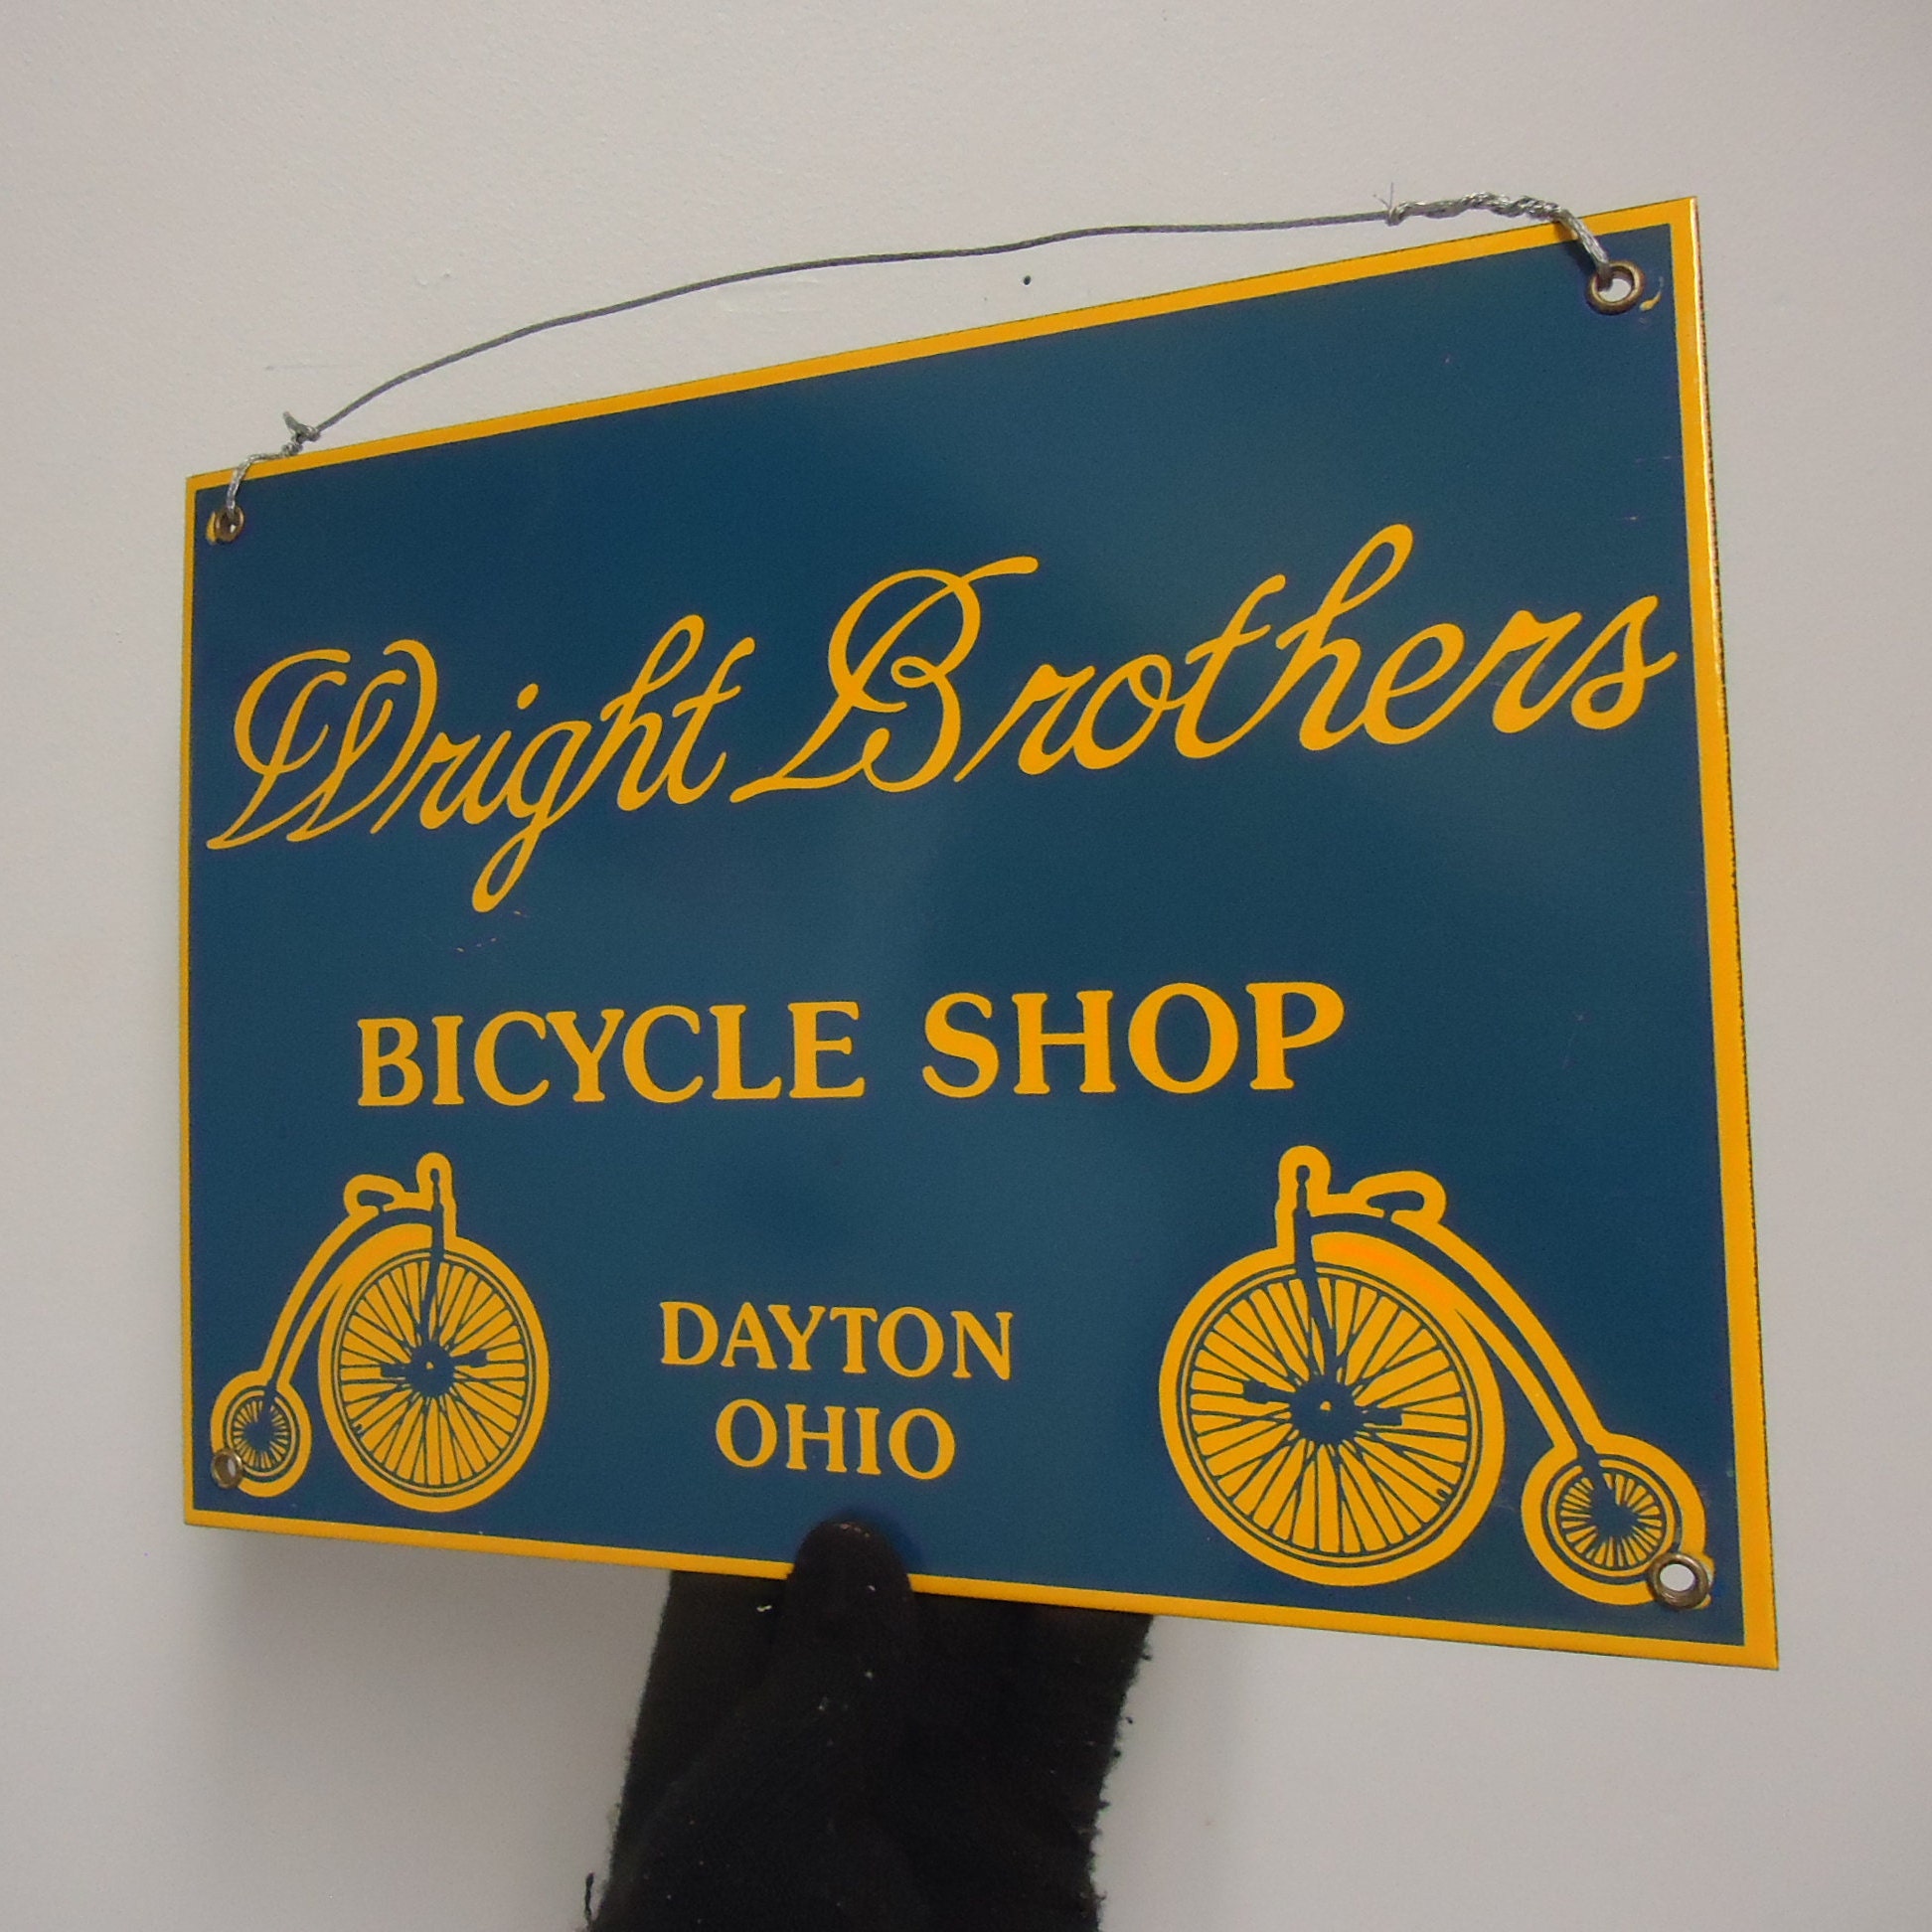 Wright Brothers
BICYCLE SHOP
DAYTON
OHIO